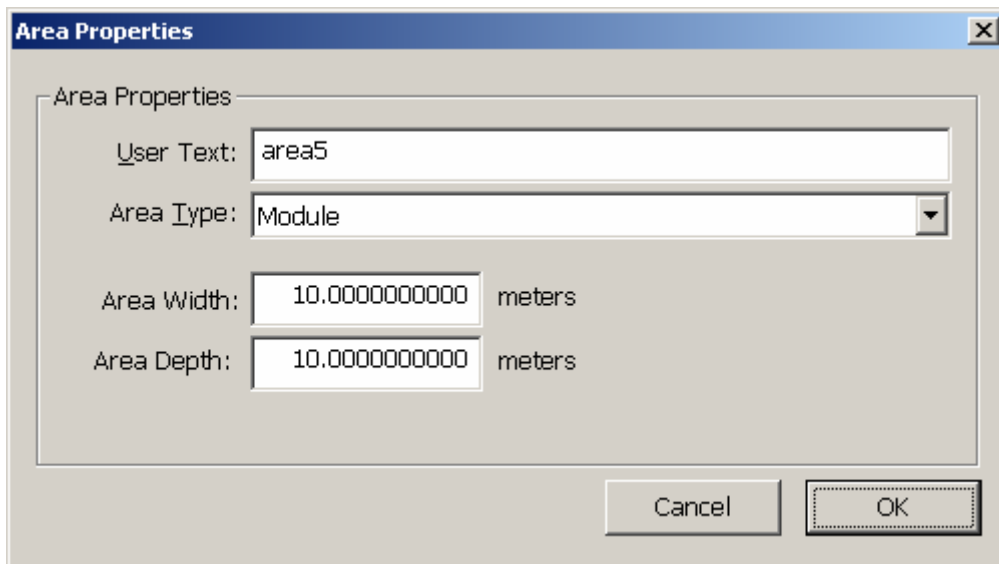 Area Properties
Area Properties
User Text: area5
Area Type: Module
Area Width: 10.0000000000 meters
Area Depth: 10.0000000000 meters
Cancel OK